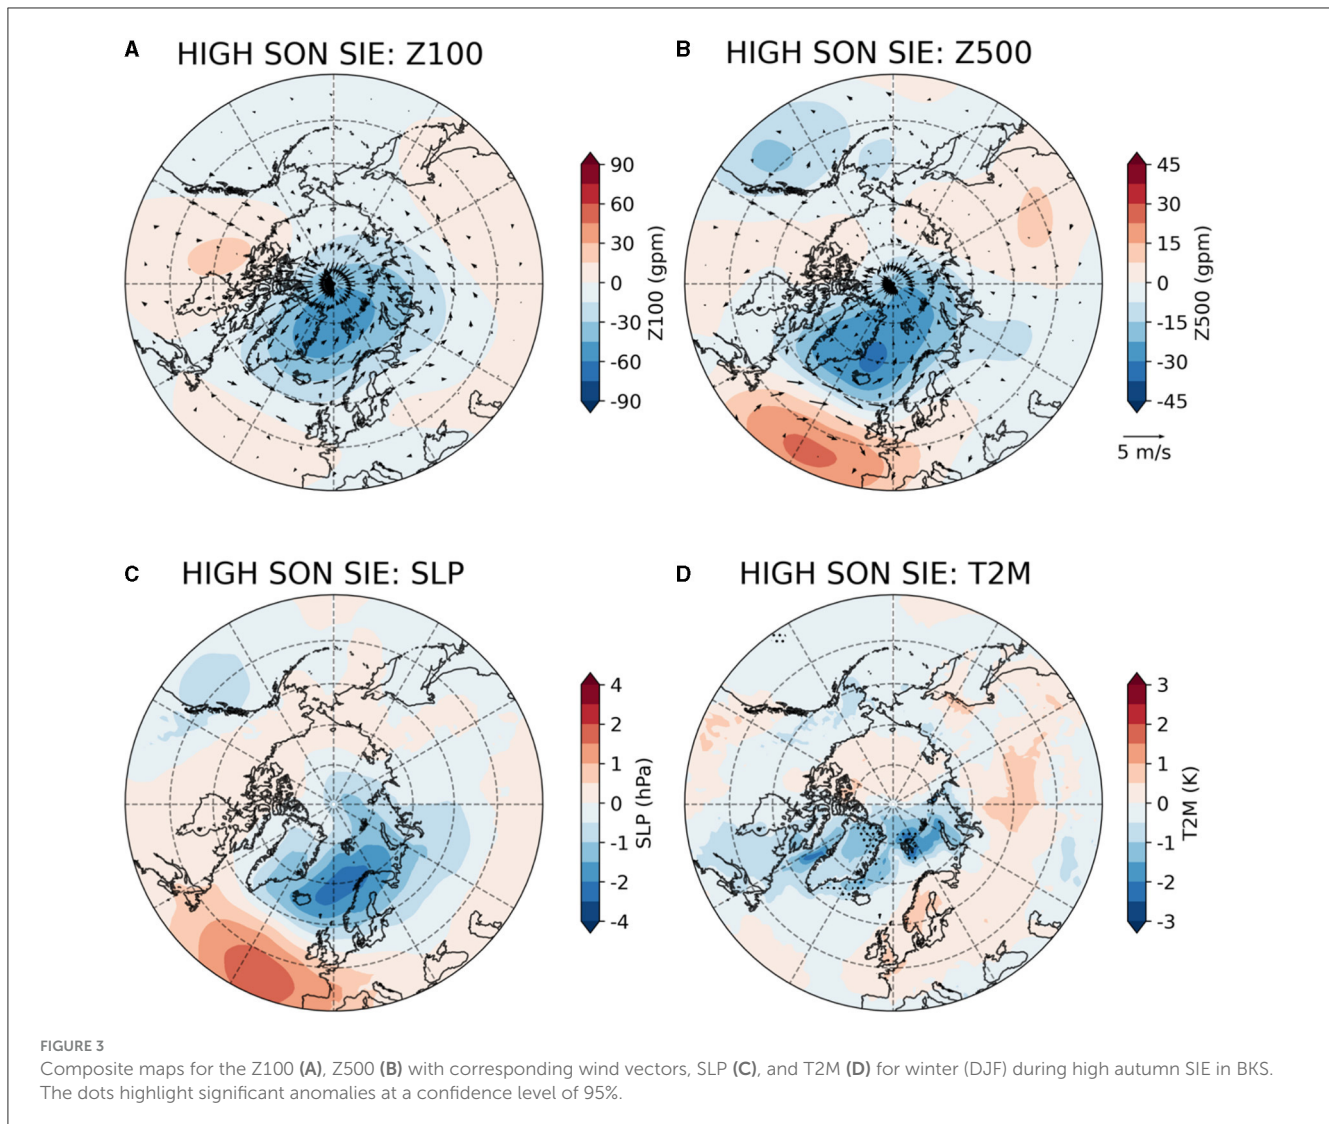 A
HIGH SON SIE: Z100
90
60
30
0
-30
-60
-90
Z100 (gpm)
B
HIGH SON SIE: Z500
45
30
15
0
-15
-30
-45
Z500 (gpm)
5 m/s
C
HIGH SON SIE: SLP
4
2
1
0
-1
-2
-4
SLP (hPa)
D
HIGH SON SIE: T2M
3
2
1
0
-1
-2
-3
T2M (K)
FIGURE 3
Composite maps for the Z100 (A), Z500 (B) with corresponding wind vectors, SLP (C), and T2M (D) for winter (DJF) during high autumn SIE in BKS.
The dots highlight significant anomalies at a confidence level of 95%.